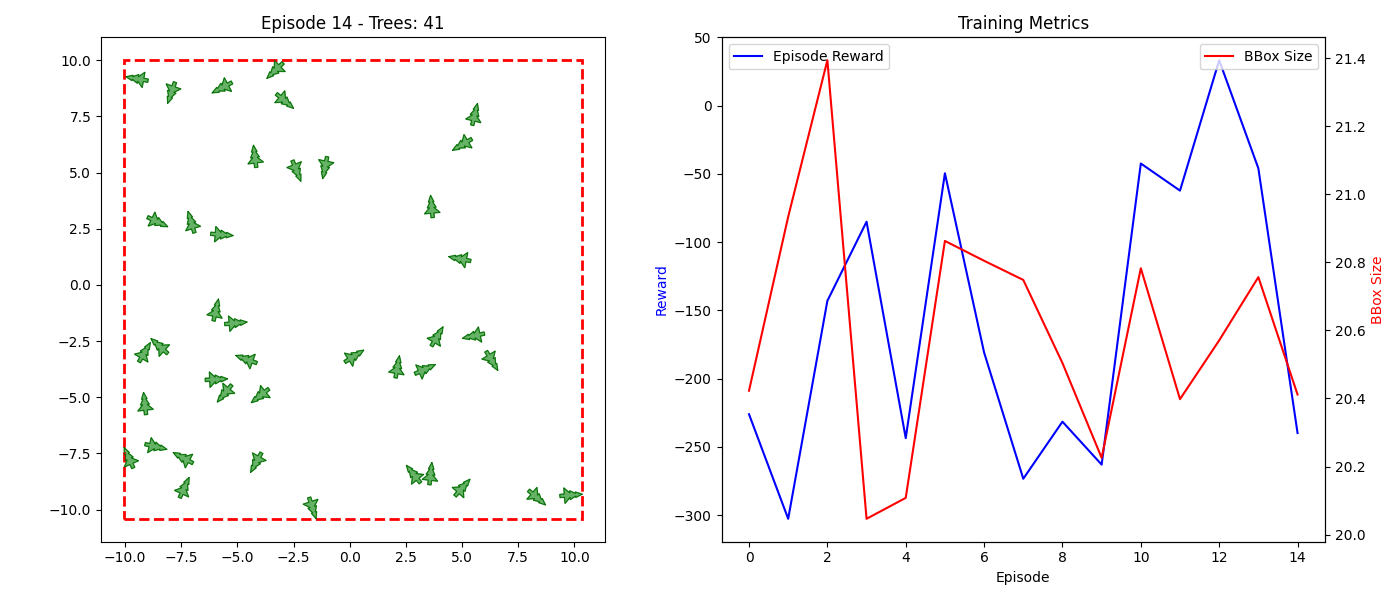 Episode 14 - Trees: 41
10.0
7.5
5.0
2.5
0.0
−2.5
−5.0
−7.5
−10.0
−10.0 −7.5 −5.0 −2.5 0.0 2.5 5.0 7.5 10.0
Training Metrics
Episode Reward
BBox Size
Reward
50
0
−50
−100
−150
−200
−250
−300
0 2 4 6 8 10 12 14
Episode
21.4
21.2
21.0
20.8
20.6
20.4
20.2
20.0
BBox Size